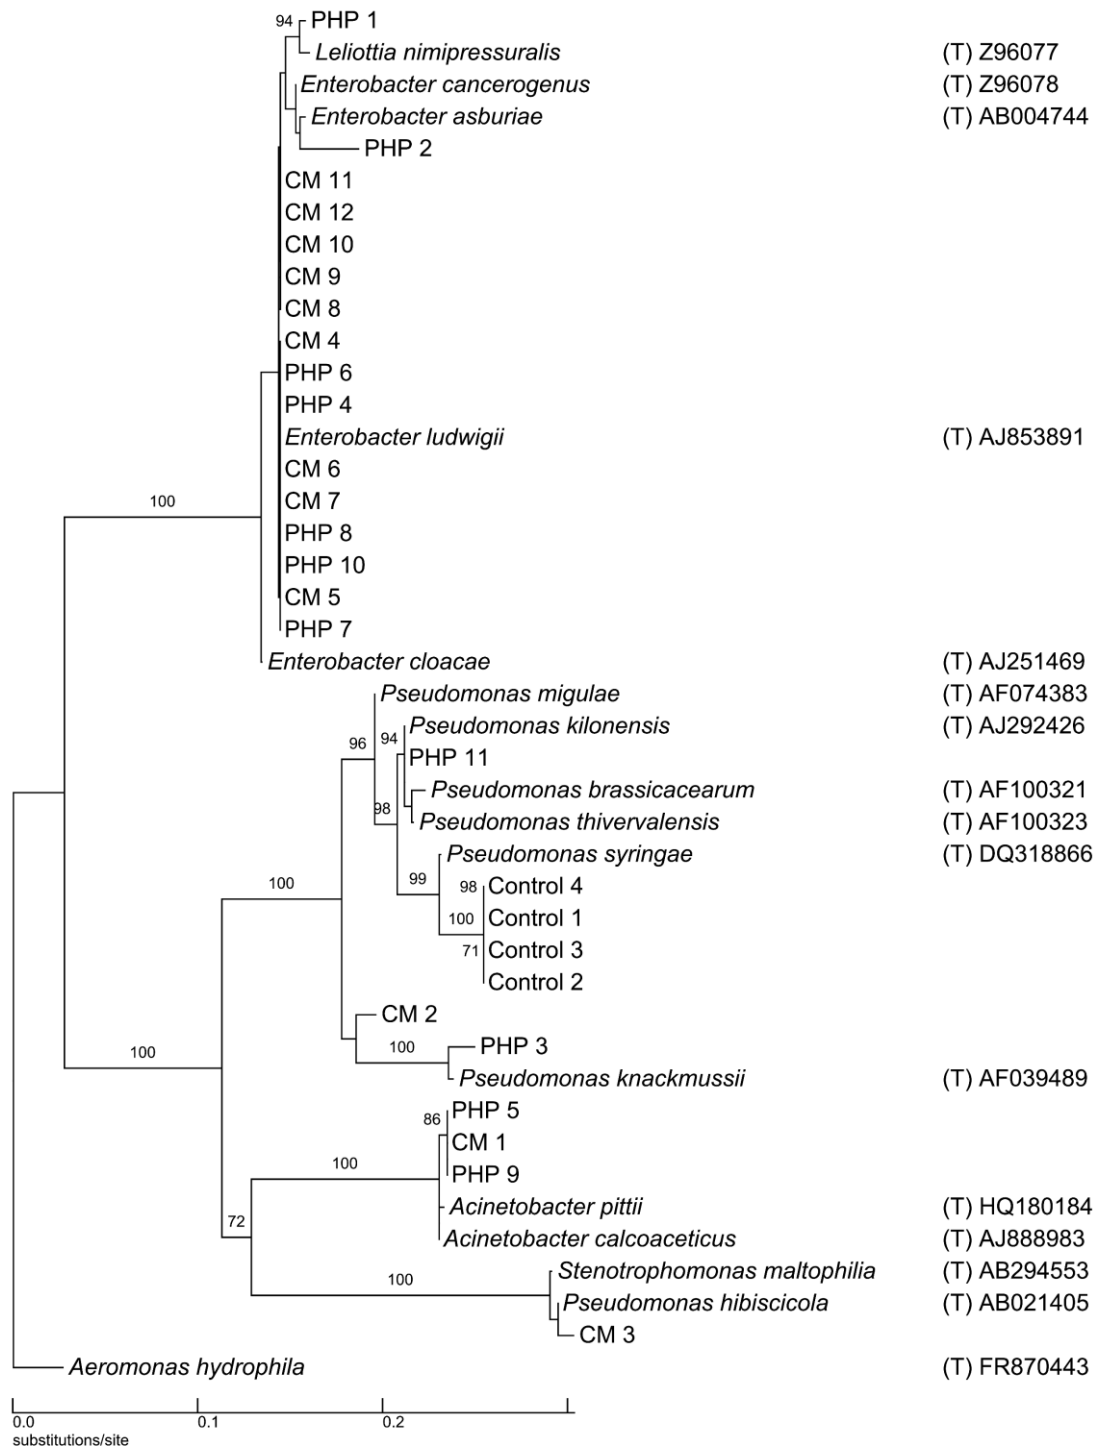 94 PHP 1
Leliottia nimipressuralis (T) Z96077
Enterobacter cancerogenus (T) Z96078
Enterobacter asburiae (T) AB004744
PHP 2
CM 11
CM 12
CM 10
CM 9
CM 8
CM 4
PHP 6
PHP 4
Enterobacter ludwigii (T) AJ853891
CM 6
CM 7
100
PHP 8
PHP 10
CM 5
PHP 7
Enterobacter cloacae (T) AJ251469
Pseudomonas migulae (T) AF074383
Pseudomonas kilonensis (T) AJ292426
96 94
PHP 11
Pseudomonas brassicacearum (T) AF100321
98
Pseudomonas thivervalensis (T) AF100323
Pseudomonas syringae (T) DQ318866
100 99 98 Control 4
100 Control 1
71 Control 3
Control 2
CM 2
100 100 PHP 3
Pseudomonas knackmussii (T) AF039489
86 PHP 5
CM 1
100 PHP 9
Acinetobacter pittii (T) HQ180184
72
Acinetobacter calcoaceticus (T) AJ888983
100 Stenotrophomonas maltophilia (T) AB294553
Pseudomonas hibiscicola (T) AB021405
CM 3
Aeromonas hydrophila (T) FR870443
0.0 0.1 0.2
substitutions/site